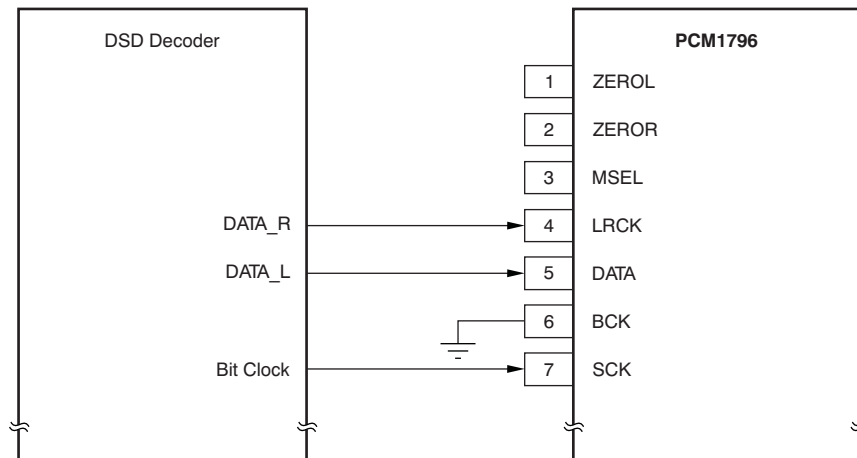 DSD Decoder
PCM1796
1 ZEROL
2 ZEROR
3 MSEL
DATA_R 4 LRCK
DATA_L 5 DATA
6 BCK
Bit Clock 7 SCK